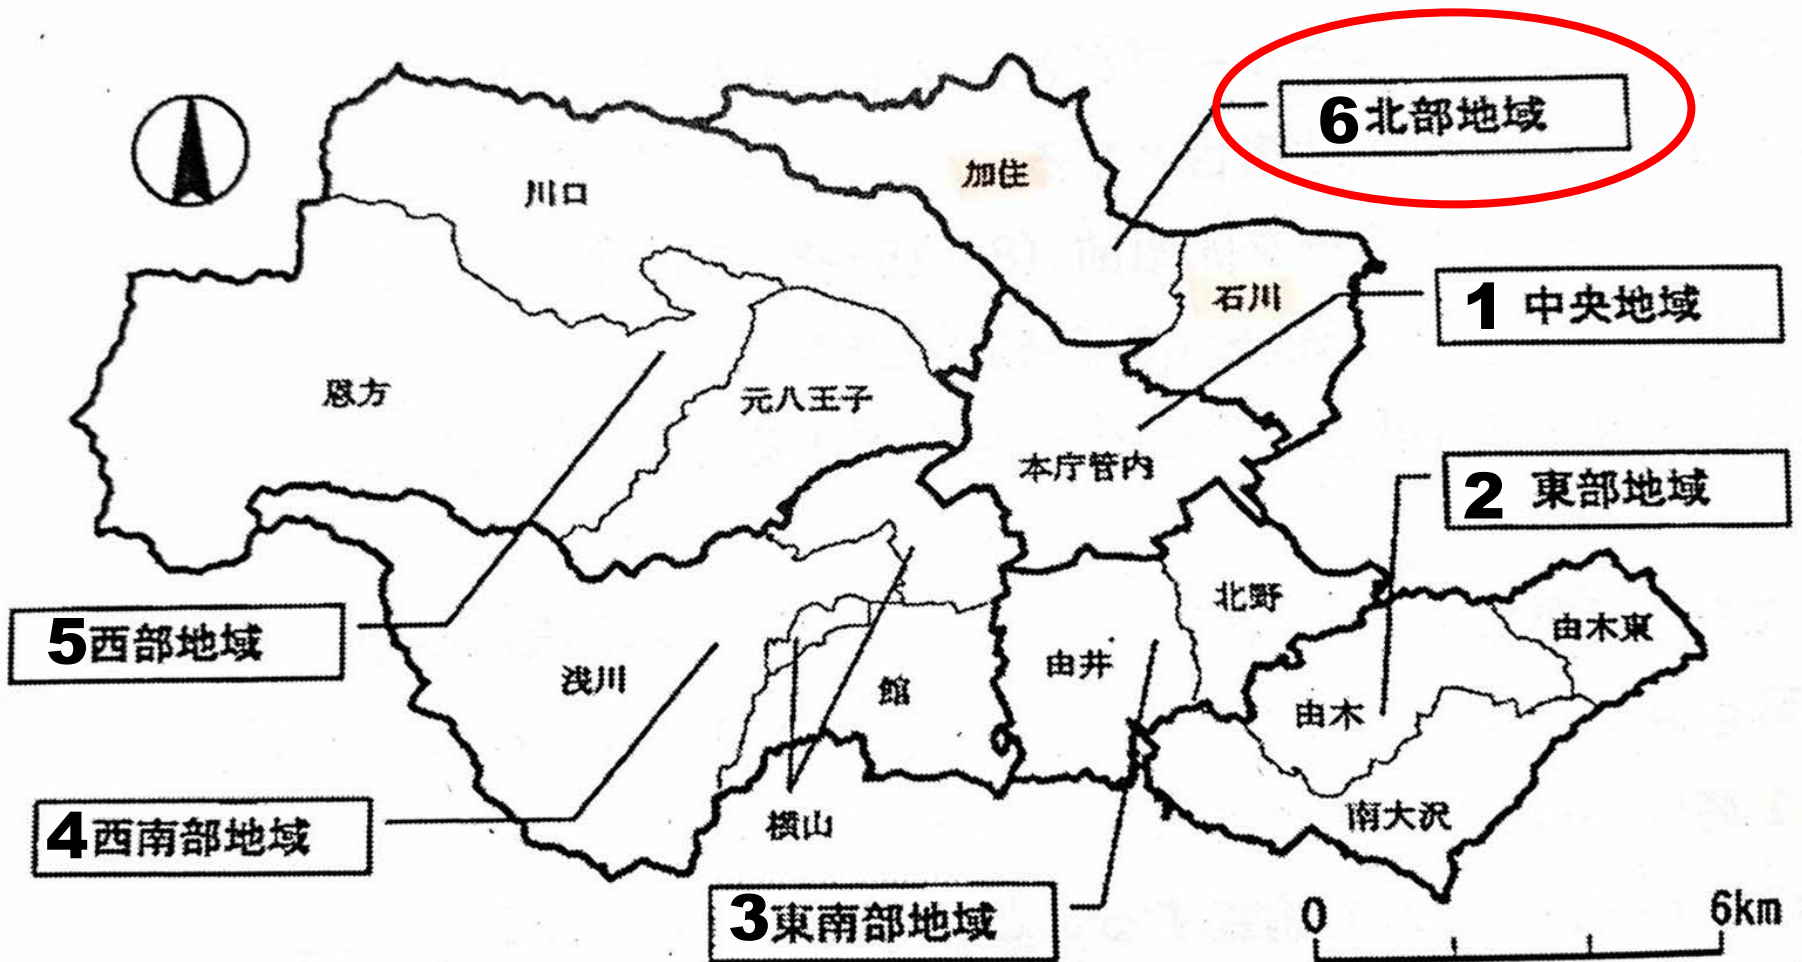 6北部地域
加住
川口
石川
1 中央地域
恩方
元八王子
本庁管内
2 東部地域
北野
由木東
5西部地域
由井
浅川
館
由木
4西南部地域
横山
南大沢
3東南部地域
0
6km